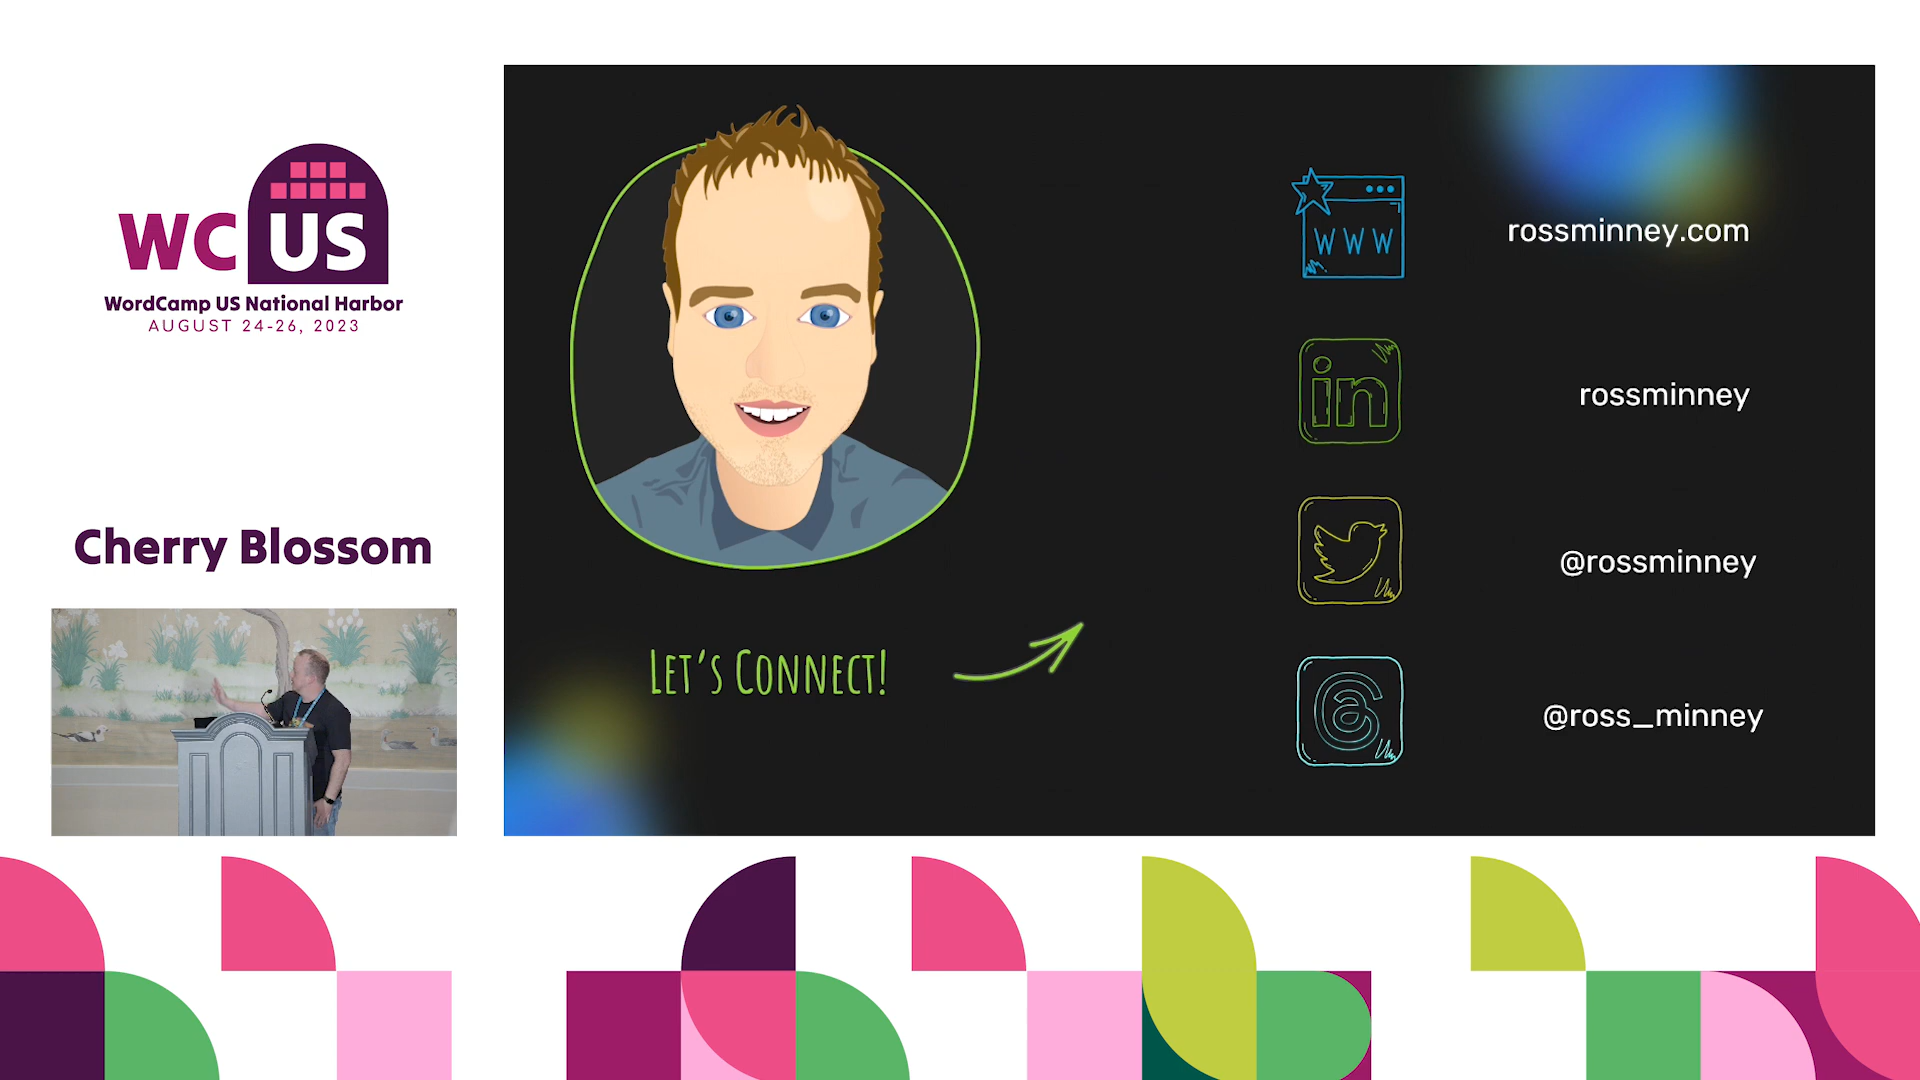 WC US
WordCamp US National Harbor
AUGUST 24-26, 2023
Cherry Blossom
LET'S CONNECT!
WWW
rossminney.com
in
rossminney
@rossminney
@ross_minney